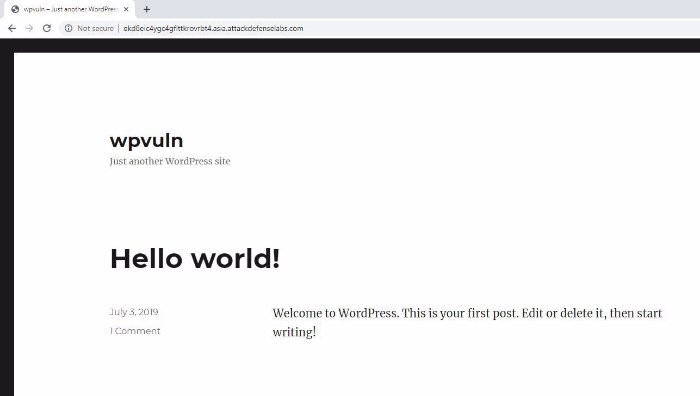 wpvuln – Just another WordPress
Not secure | okd8eic4ygc4gfittkrovrbt4.asia.attackdefenselabs.com
wpvuln
Just another WordPress site
Hello world!
July 3, 2019
1 Comment
Welcome to WordPress. This is your first post. Edit or delete it, then start
writing!